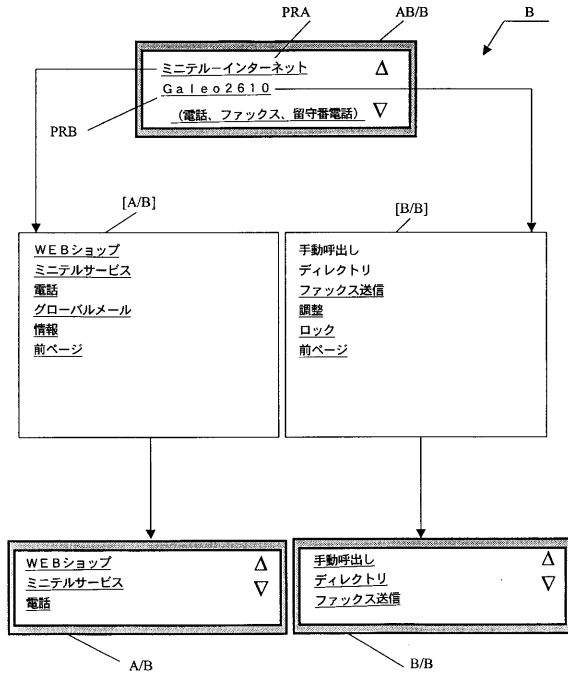 PRA
AB/B
B
ミニテル－インターネット
Δ
Ｇａｌｅｏ２６１０
（電話、ファックス、留守番電話）
∇
PRB
[A/B]
[B/B]
ＷＥＢショップ
ミニテルサービス
電話
グローバルメール
情報
前ページ
手動呼出し
ディレクトリ
ファックス送信
調整
ロック
前ページ
ＷＥＢショップ
Δ
ミニテルサービス
∇
電話
手動呼出し
Δ
ディレクトリ
∇
ファックス送信
A/B
B/B